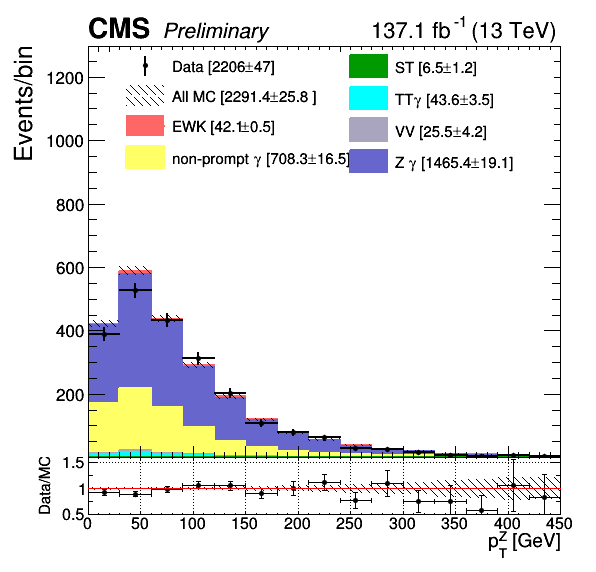 CMS Preliminary 137.1 fb⁻¹ (13 TeV)
Events/bin
Data [2206±47]
All MC [2291.4±25.8 ]
EWK [42.1±0.5]
non-prompt γ [708.3±16.5]
ST [6.5±1.2]
TTγ [43.6±3.5]
VV [25.5±4.2]
Z γ [1465.4±19.1]
1200
1000
800
600
400
200
Data/MC
1.5
1
0.5
0 50 100 150 200 250 300 350 400 450
p_T^Z [GeV]